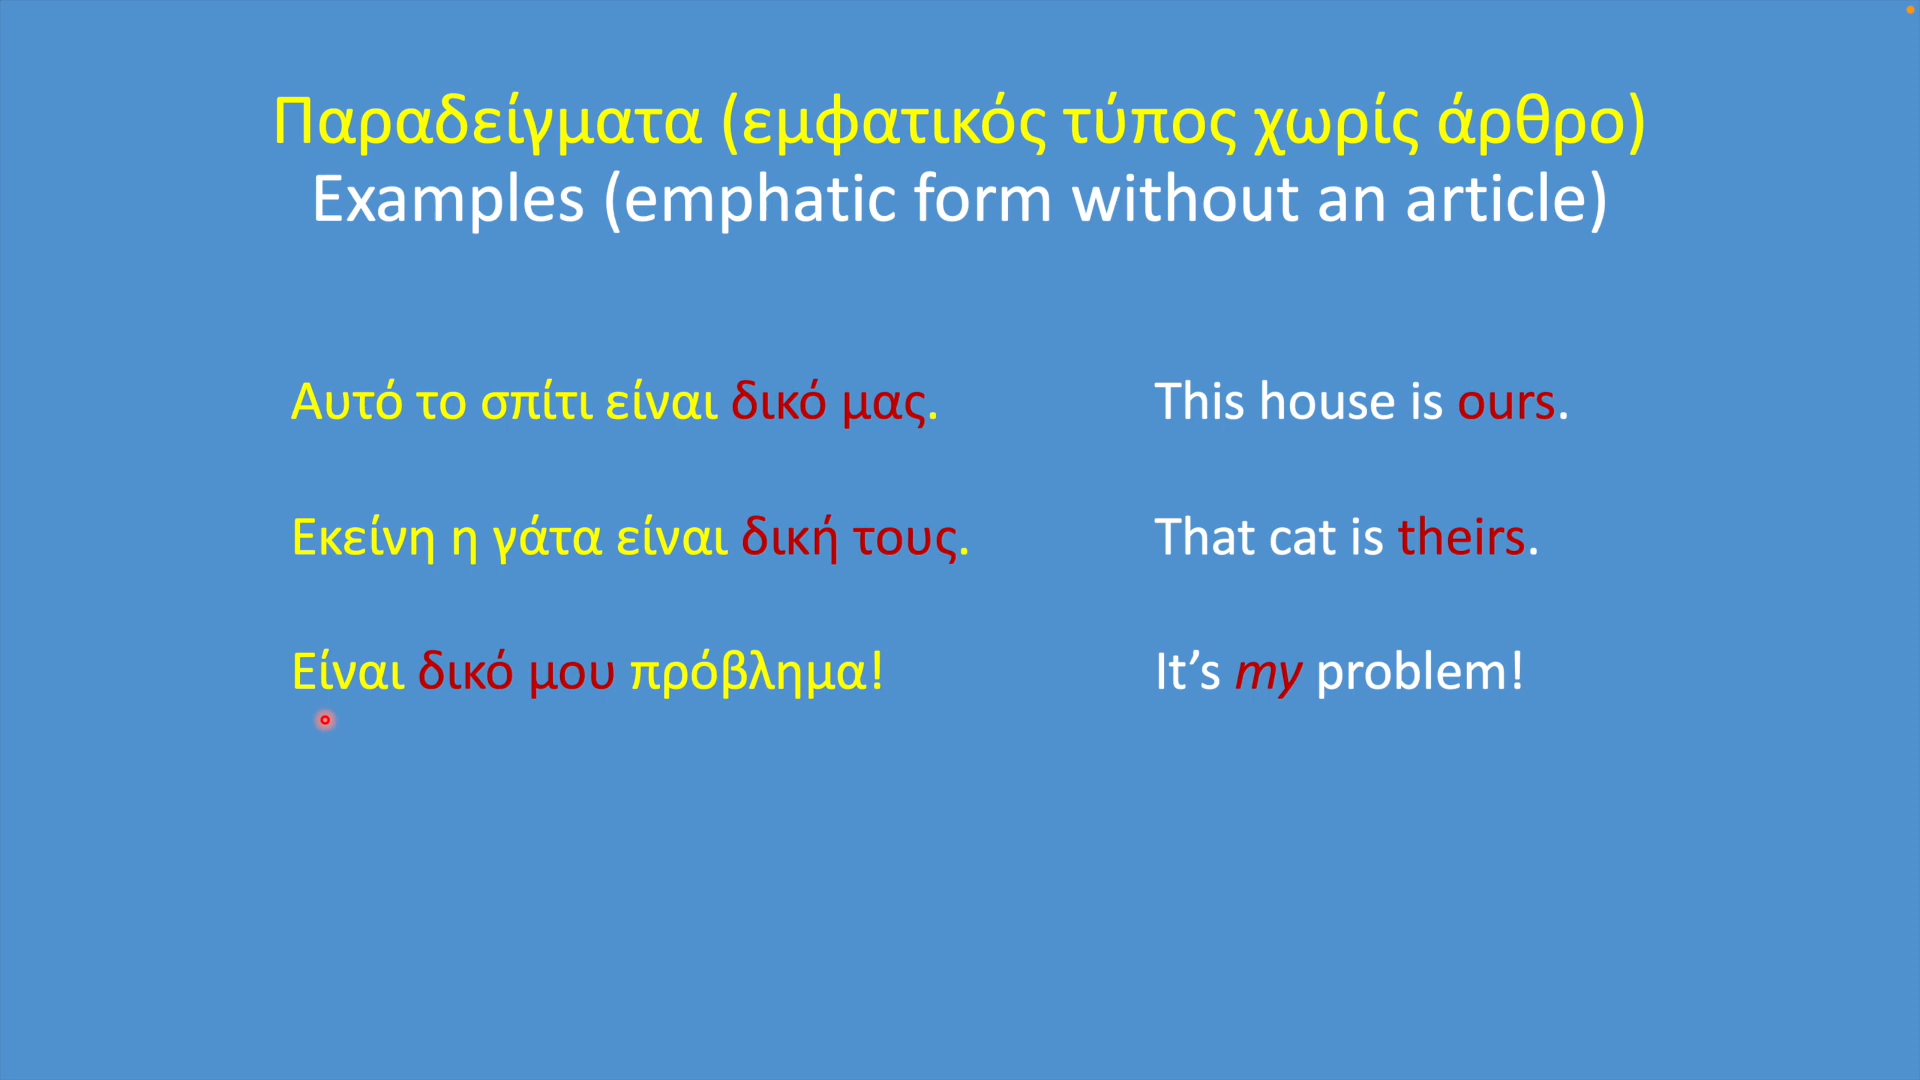 Παραδείγματα (εμφατικός τύπος χωρίς άρθρο)
Examples (emphatic form without an article)
Αυτό το σπίτι είναι δικό μας. This house is ours.
Εκείνη η γάτα είναι δική τους. That cat is theirs.
Είναι δικό μου πρόβλημα! It’s my problem!